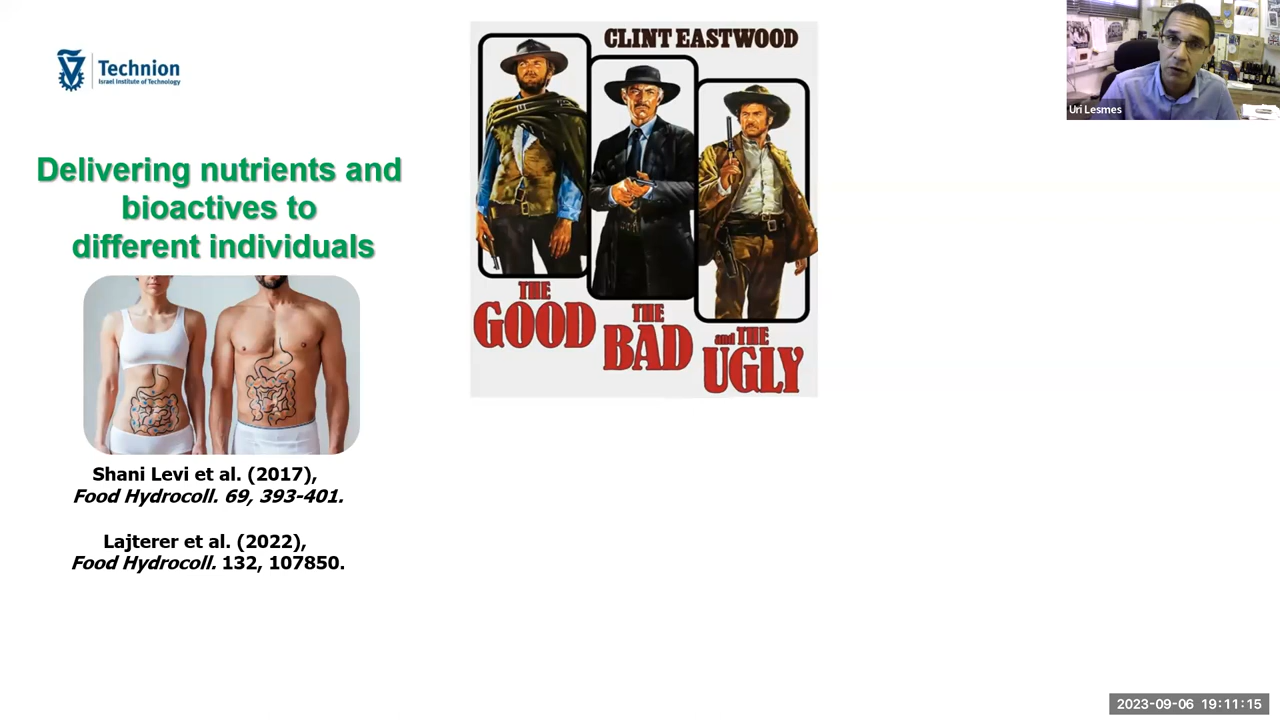 Technion
Israel Institute of Technology
Delivering nutrients and
bioactives to
different individuals
Shani Levi et al. (2017),
Food Hydrocoll. 69, 393-401.
Lajterer et al. (2022),
Food Hydrocoll. 132, 107850.
CLINT EASTWOOD
THE
GOOD
THE
BAD
and THE
UGLY
Uri Lesmes
2023-09-06 19:11:15